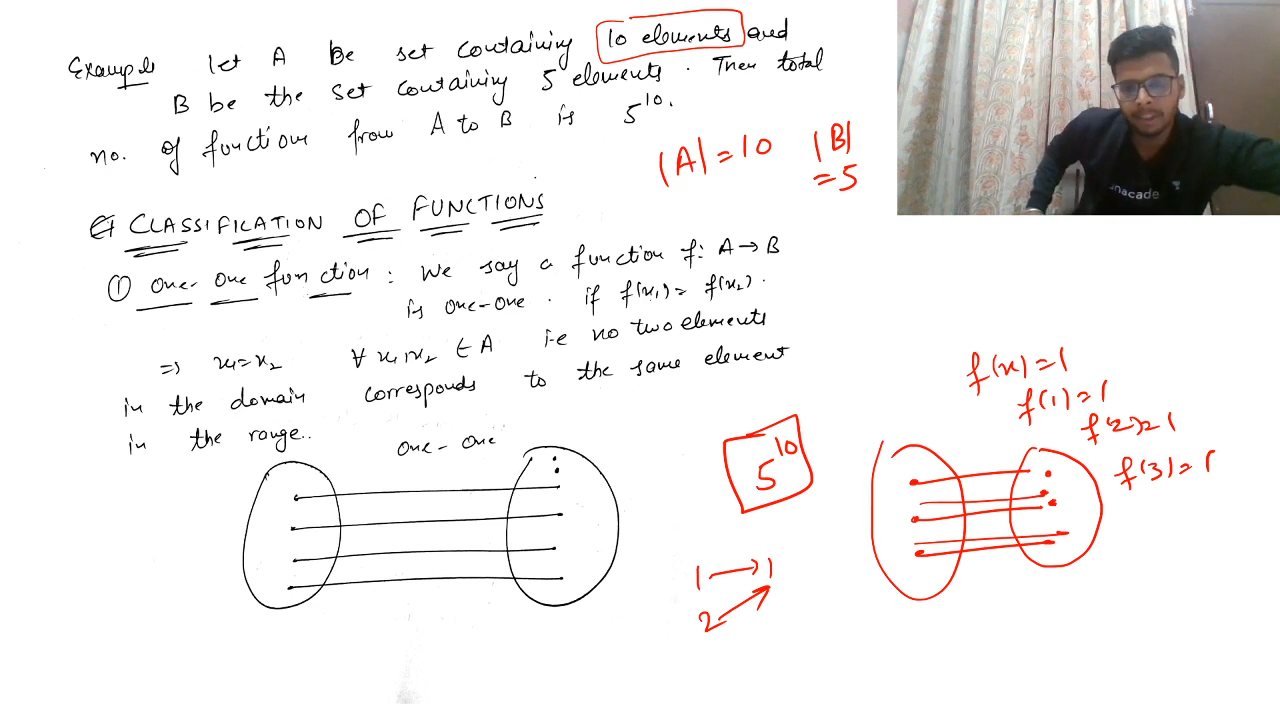 Example let A Be set containing 10 elements and
B be the set containing 5 elements. Then total
no. of functions from A to B is 5^10.
|A|=10 |B|
=5
CLASSIFICATION OF FUNCTIONS
① One-One function: We say a function f: A→B
is one-one. if f(x₁)= f(x₂).
⇒ x₁=x₂ ∀ x₁,x₂ ∈ A i.e no two elements
in the domain corresponds to the same element
in the range..
One-One
5^10
f(x)=1
f(1)=1
f(2)=1
f(3)=1
1→1
2
unacade